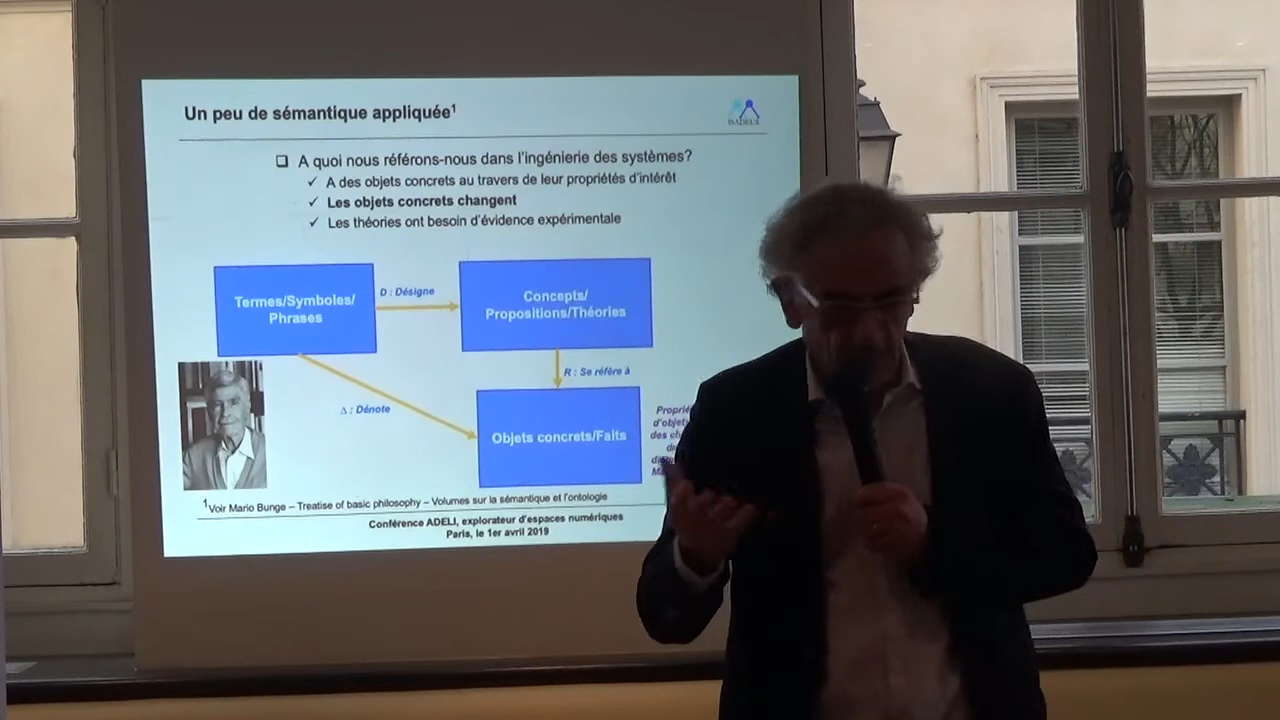 Un peu de sémantique appliquée¹
A quoi nous référons-nous dans l'ingénierie des systèmes?
A des objets concrets au travers de leur propriétés d'intérêt
Les objets concrets changent
Les théories ont besoin d'évidence expérimentale
Termes/Symboles/
Phrases
D : Désigne
Concepts/
Propositions/Théories
R : Se réfère à
Δ : Dénote
Objets concrets/Faits
¹Voir Mario Bunge – Treatise of basic philosophy – Volumes sur la sémantique et l'ontologie
Conférence ADELI, explorateur d'espaces numériques
Paris, le 1er avril 2019